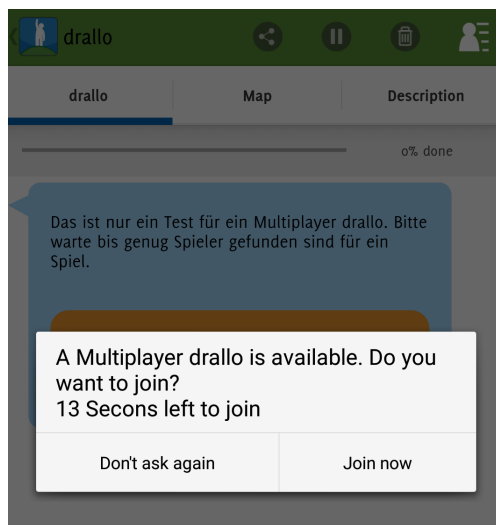 drallo
drallo Map Description
0% done
Das ist nur ein Test für ein Multiplayer drallo. Bitte
warte bis genug Spieler gefunden sind für ein
Spiel.
A Multiplayer drallo is available. Do you
want to join?
13 Secons left to join
Don't ask again Join now